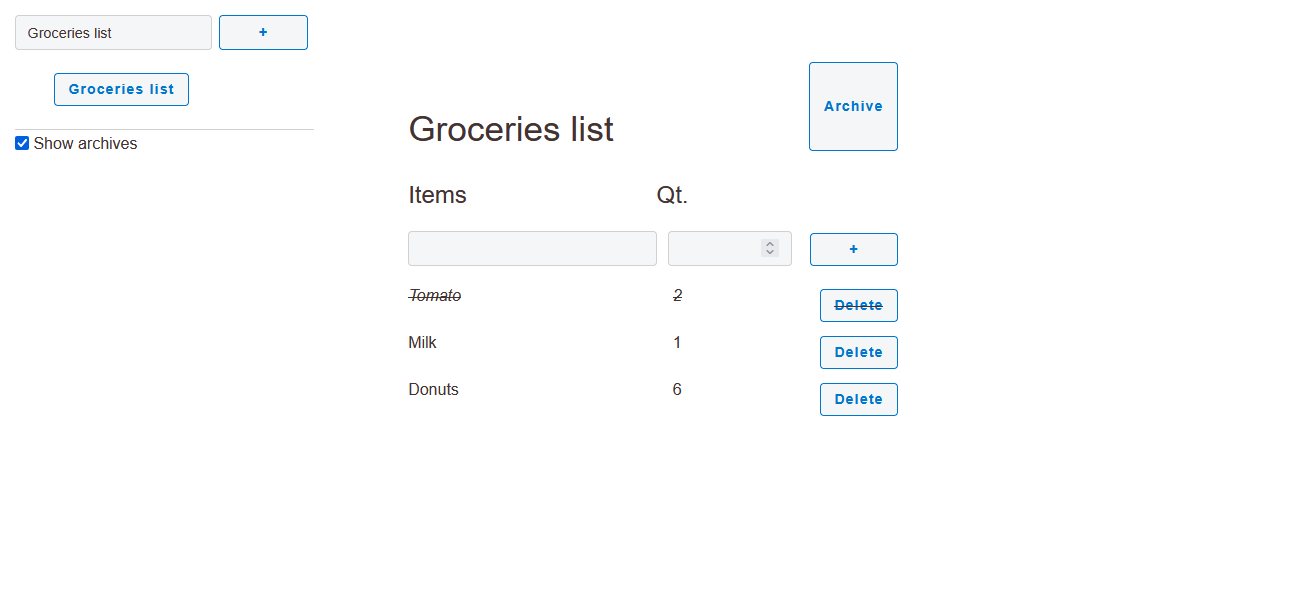 Groceries list +
Groceries list
Show archives
Archive
Groceries list
Items Qt.
+
Tomato 2 Delete
Milk 1 Delete
Donuts 6 Delete